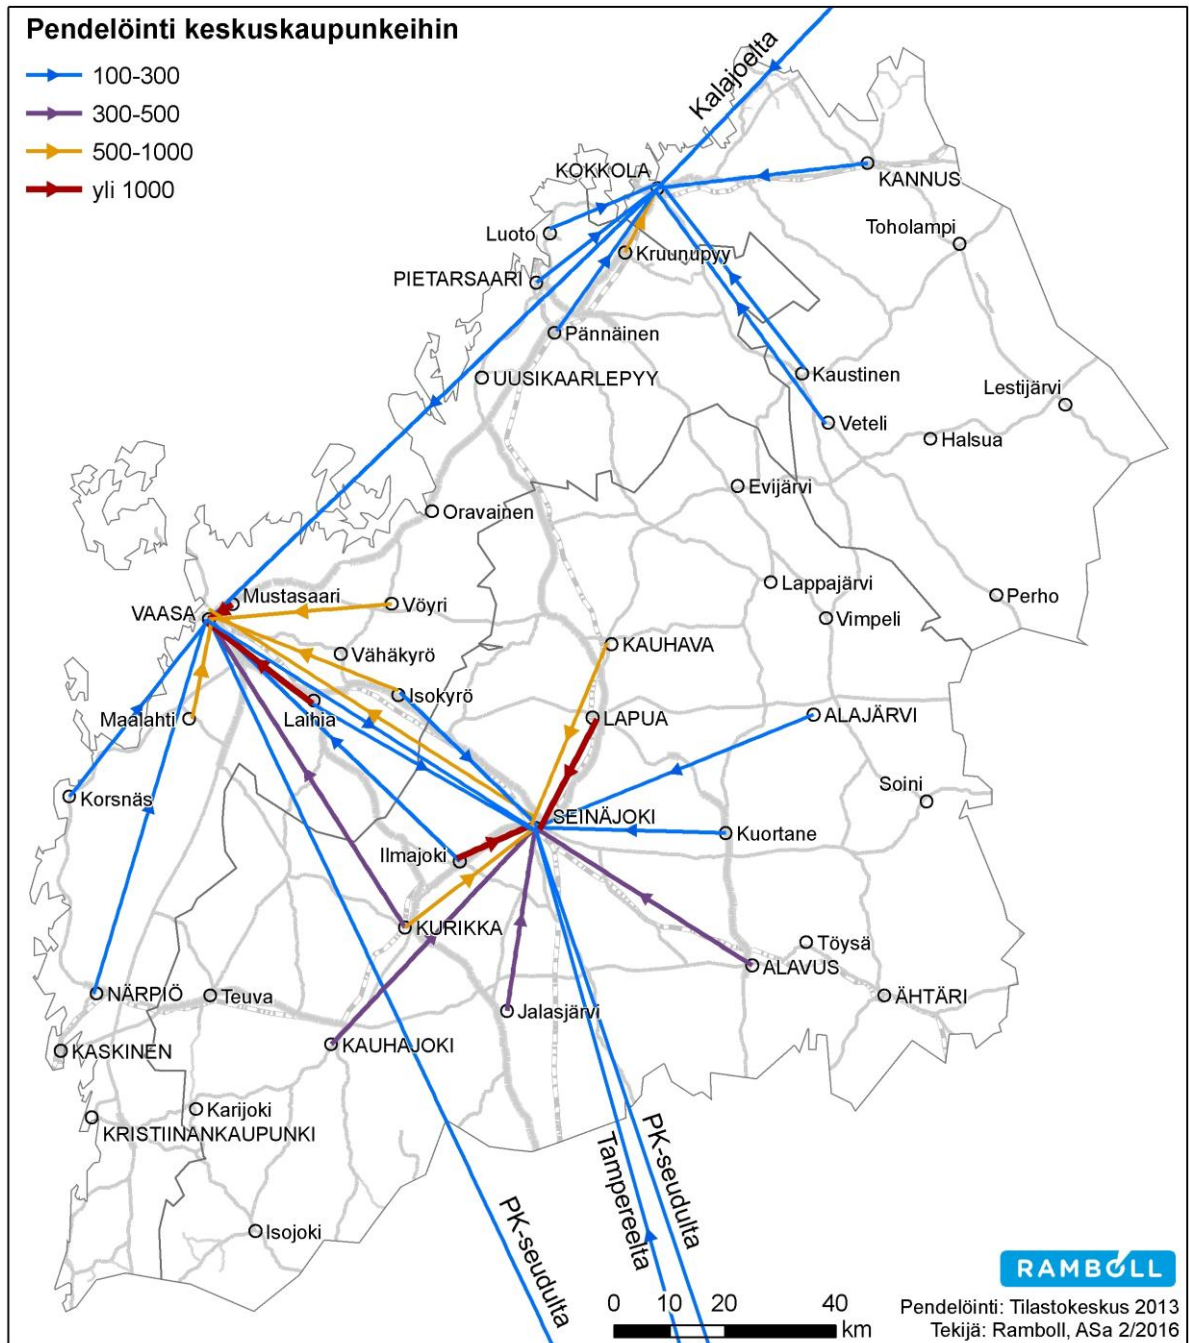 Pendelöinti keskuskaupunkeihin
100-300
300-500
500-1000
yli 1000
Kalajoelta
KOKKOLA
KANNUS
Toholampi
Luoto
Kruunupyy
PIETARSAARI
Pännäinen
UUSIKAARLEPYY
Kaustinen
Lestijärvi
Veteli
Halsua
Evijärvi
Oravainen
Lappajärvi
Perho
Mustasaari
VAASA
Vöyri
Vimpeli
KAUHAVA
Vähäkyrö
Isokyrö
Maalahti
Laihia
LAPUA
ALAJÄRVI
Soini
Korsnäs
SEINÄJOKI
Kuortane
Ilmajoki
KURIKKA
Töysä
ALAVUS
NÄRPIÖ
Teuva
ÄHTÄRI
Jalasjärvi
KASKINEN
KAUHAJOKI
Karijoki
KRISTIINANKAUPUNKI
Isojoki
PK-seudulta
Tampereelta
PK-seudulta
RAMBOLL
0 10 20 40
km
Pendelöinti: Tilastokeskus 2013
Tekijä: Ramboll, ASa 2/2016